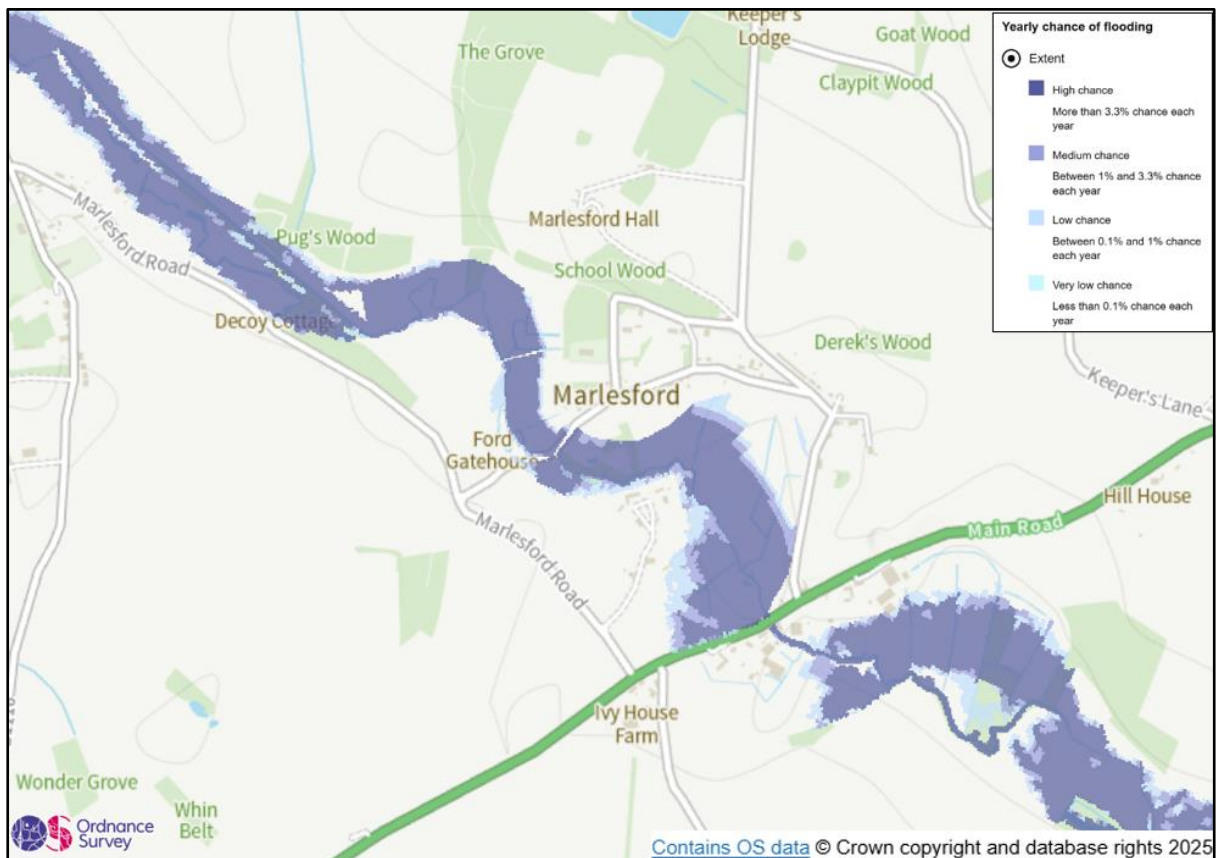 Keeper's
Lodge
Goat Wood
The Grove
Claypit Wood
Yearly chance of flooding
Extent
High chance
More than 3.3% chance each
year
Medium chance
Between 1% and 3.3% chance
each year
Low chance
Between 0.1% and 1% chance
each year
Very low chance
Less than 0.1% chance each
year
Marlesford Road
Pug's Wood
Marlesford Hall
School Wood
Decoy Cottage
Derek's Wood
Keeper's Lane
Marlesford
Ford
Gatehouse
Hill House
Main Road
Marlesford Road
Ivy House
Farm
Wonder Grove
Whin
Belt
Ordnance
Survey
Contains OS data © Crown copyright and database rights 2025